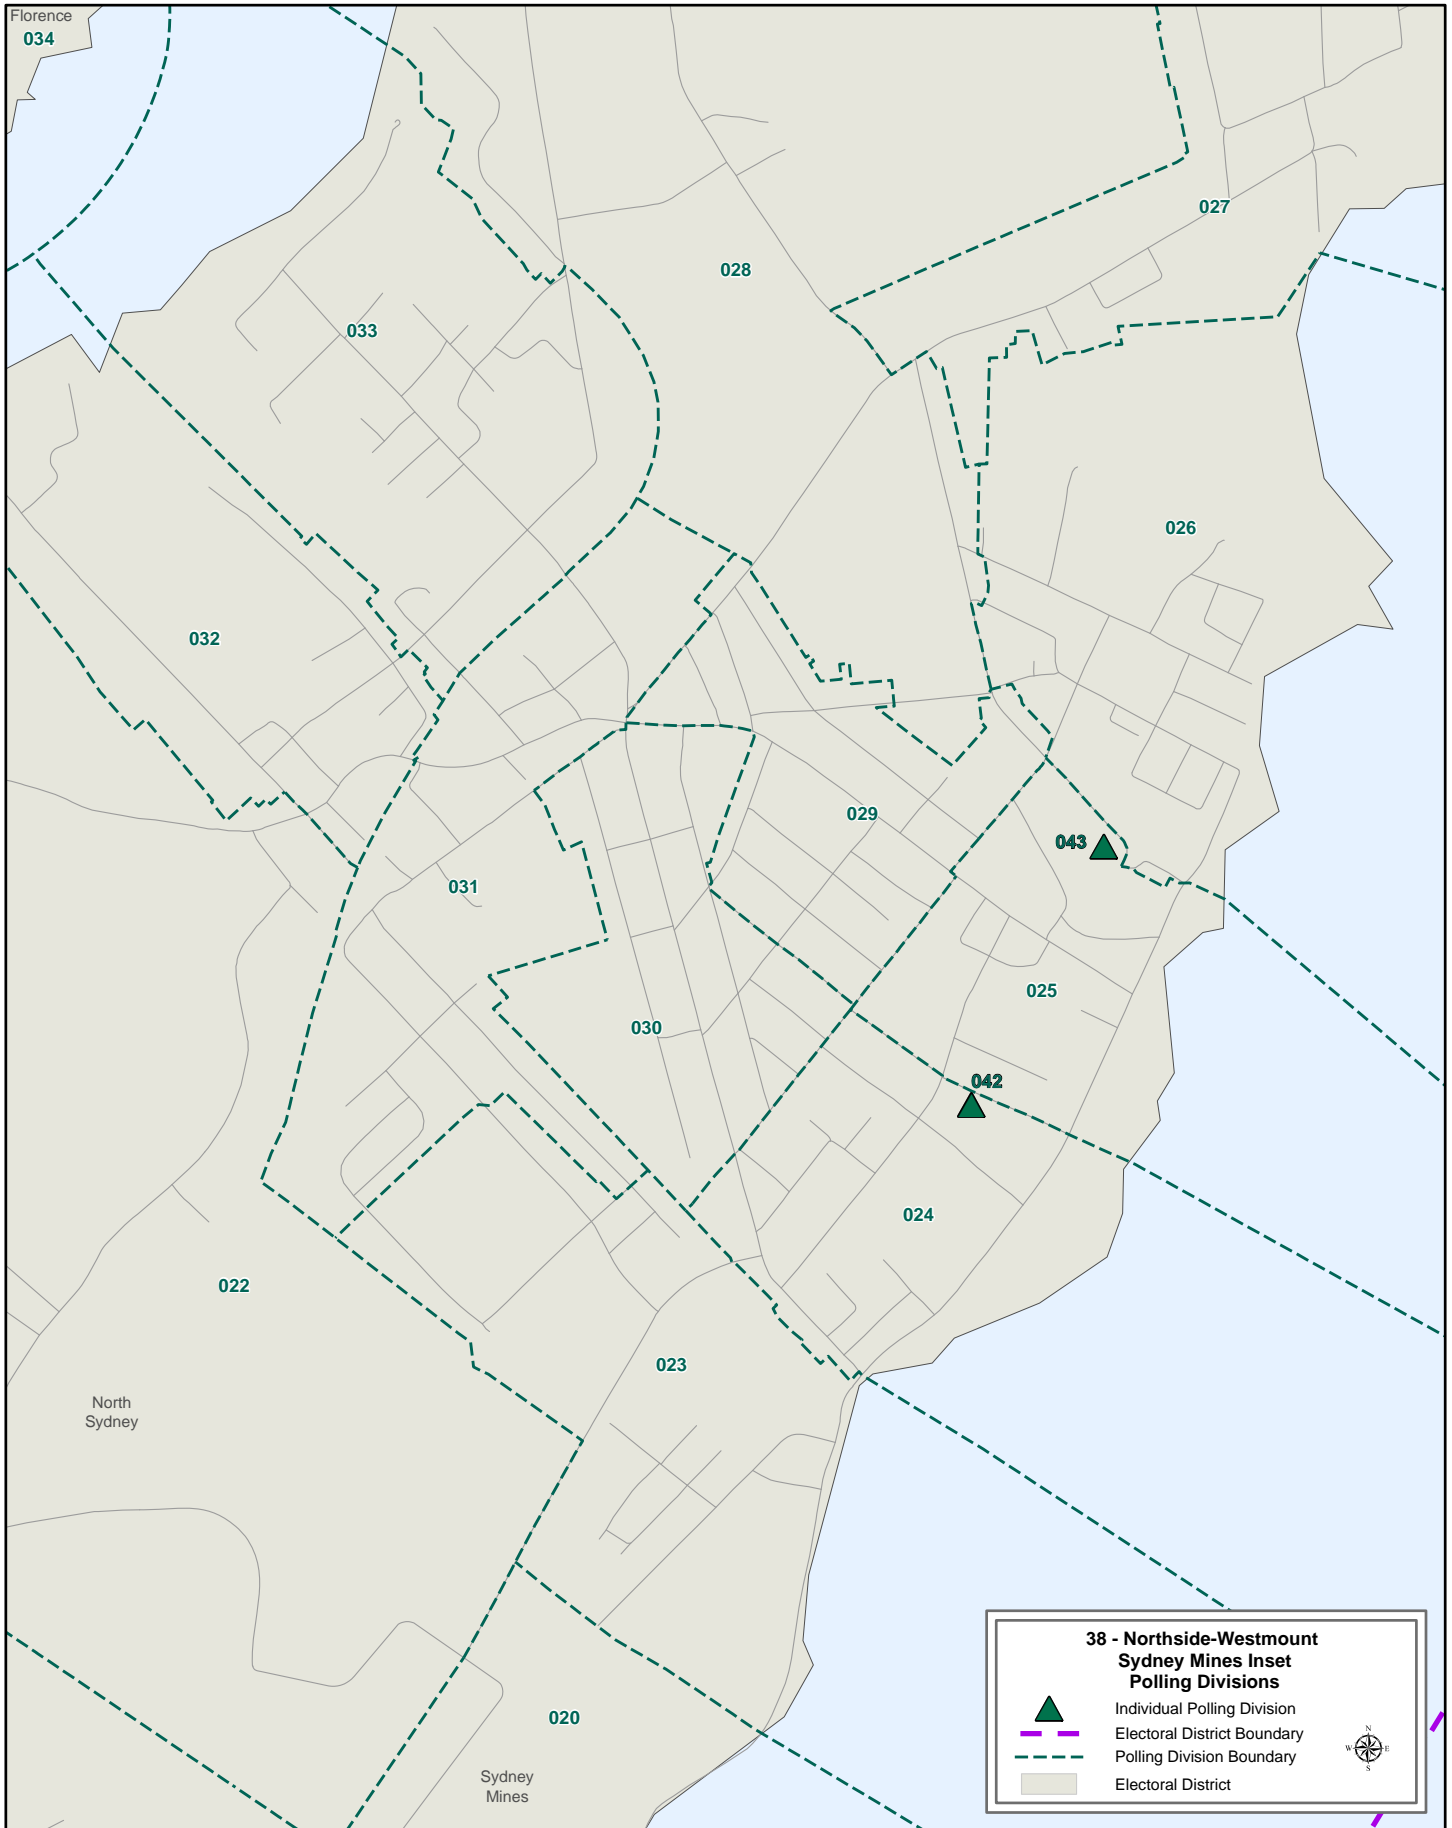 Florence
034
027
028
033
026
032
029
043
031
025
030
042
024
022
023
North
Sydney
020
Sydney
Mines
38 - Northside-Westmount
Sydney Mines Inset
Polling Divisions
Individual Polling Division
Electoral District Boundary
Polling Division Boundary
Electoral District
N
W E
S